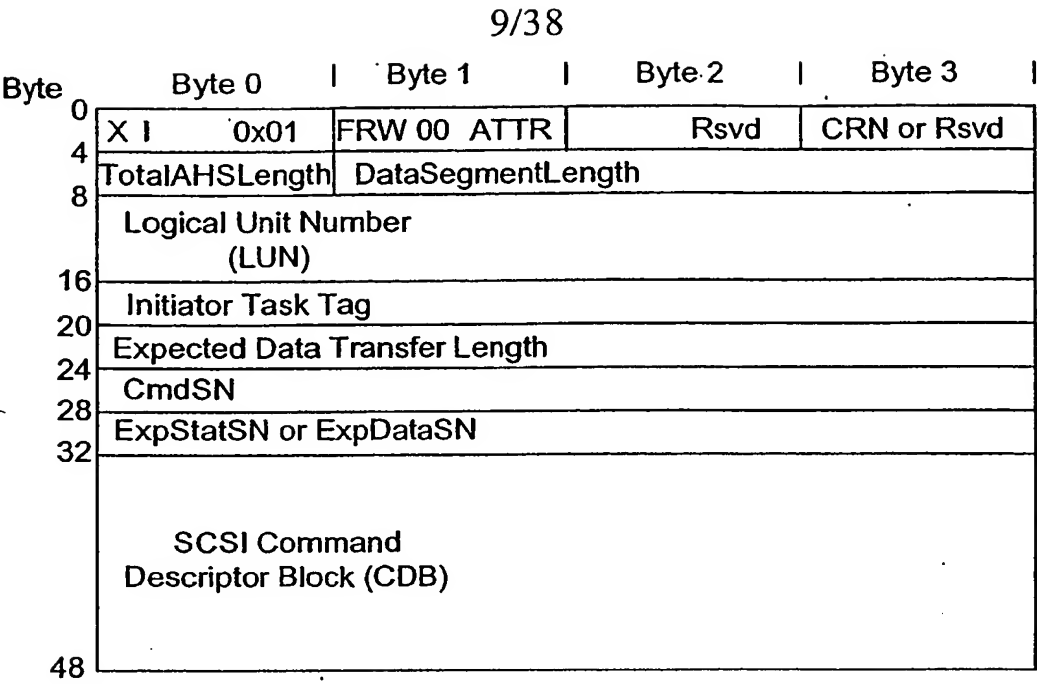 9/38
Byte Byte 0 | Byte 1 | Byte 2 | Byte 3 |
0
X I 0x01 FRW 00 ATTR Rsvd CRN or Rsvd
4
TotalAHSLength DataSegmentLength
8
Logical Unit Number
(LUN)
16
Initiator Task Tag
20
Expected Data Transfer Length
24
CmdSN
28
ExpStatSN or ExpDataSN
32
SCSI Command
Descriptor Block (CDB)
48